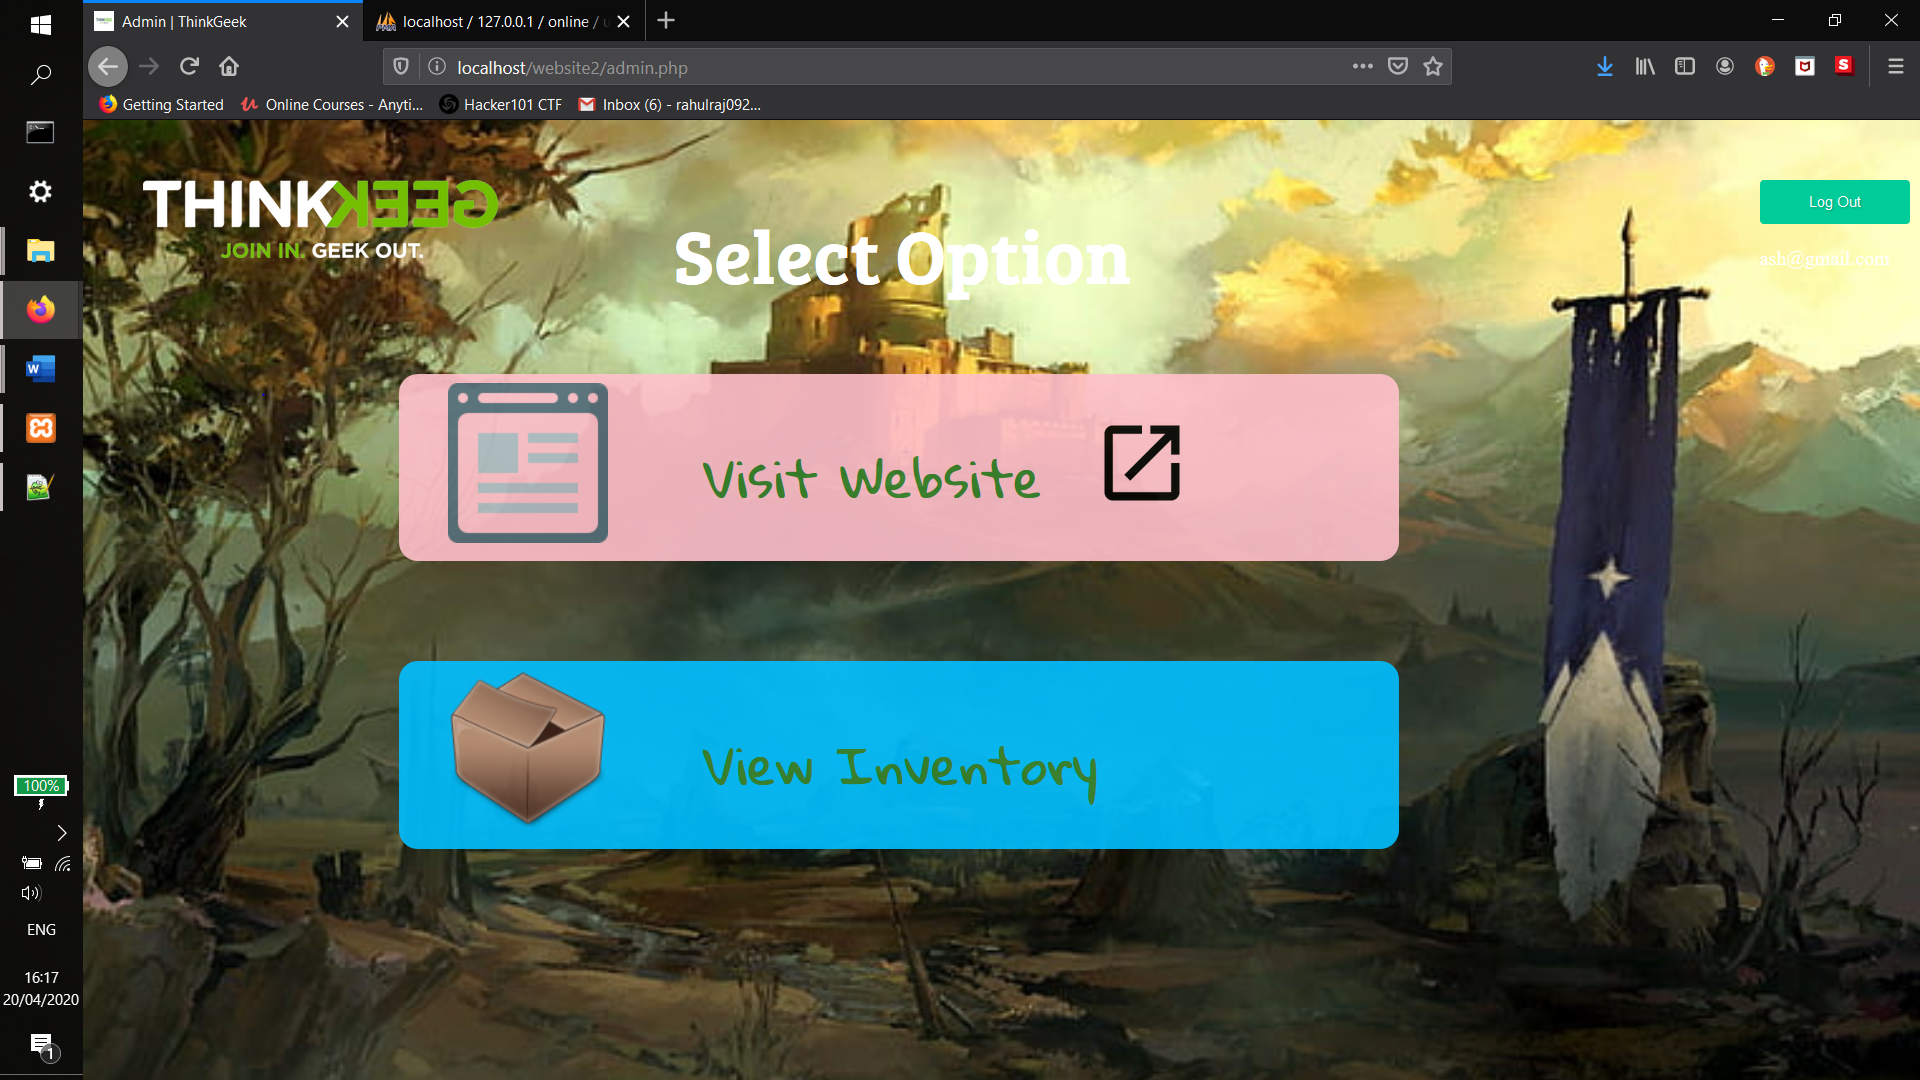 Admin | ThinkGeek
localhost / 127.0.0.1 / online / u
localhost/website2/admin.php
Getting Started
Online Courses - Anyti...
Hacker101 CTF
Inbox (6) - rahulraj092...
THINKGEEK
JOIN IN. GEEK OUT.
Log Out
ash@gmail.com
Select Option
Visit Website
View Inventory
100%
ENG
16:17
20/04/2020
1